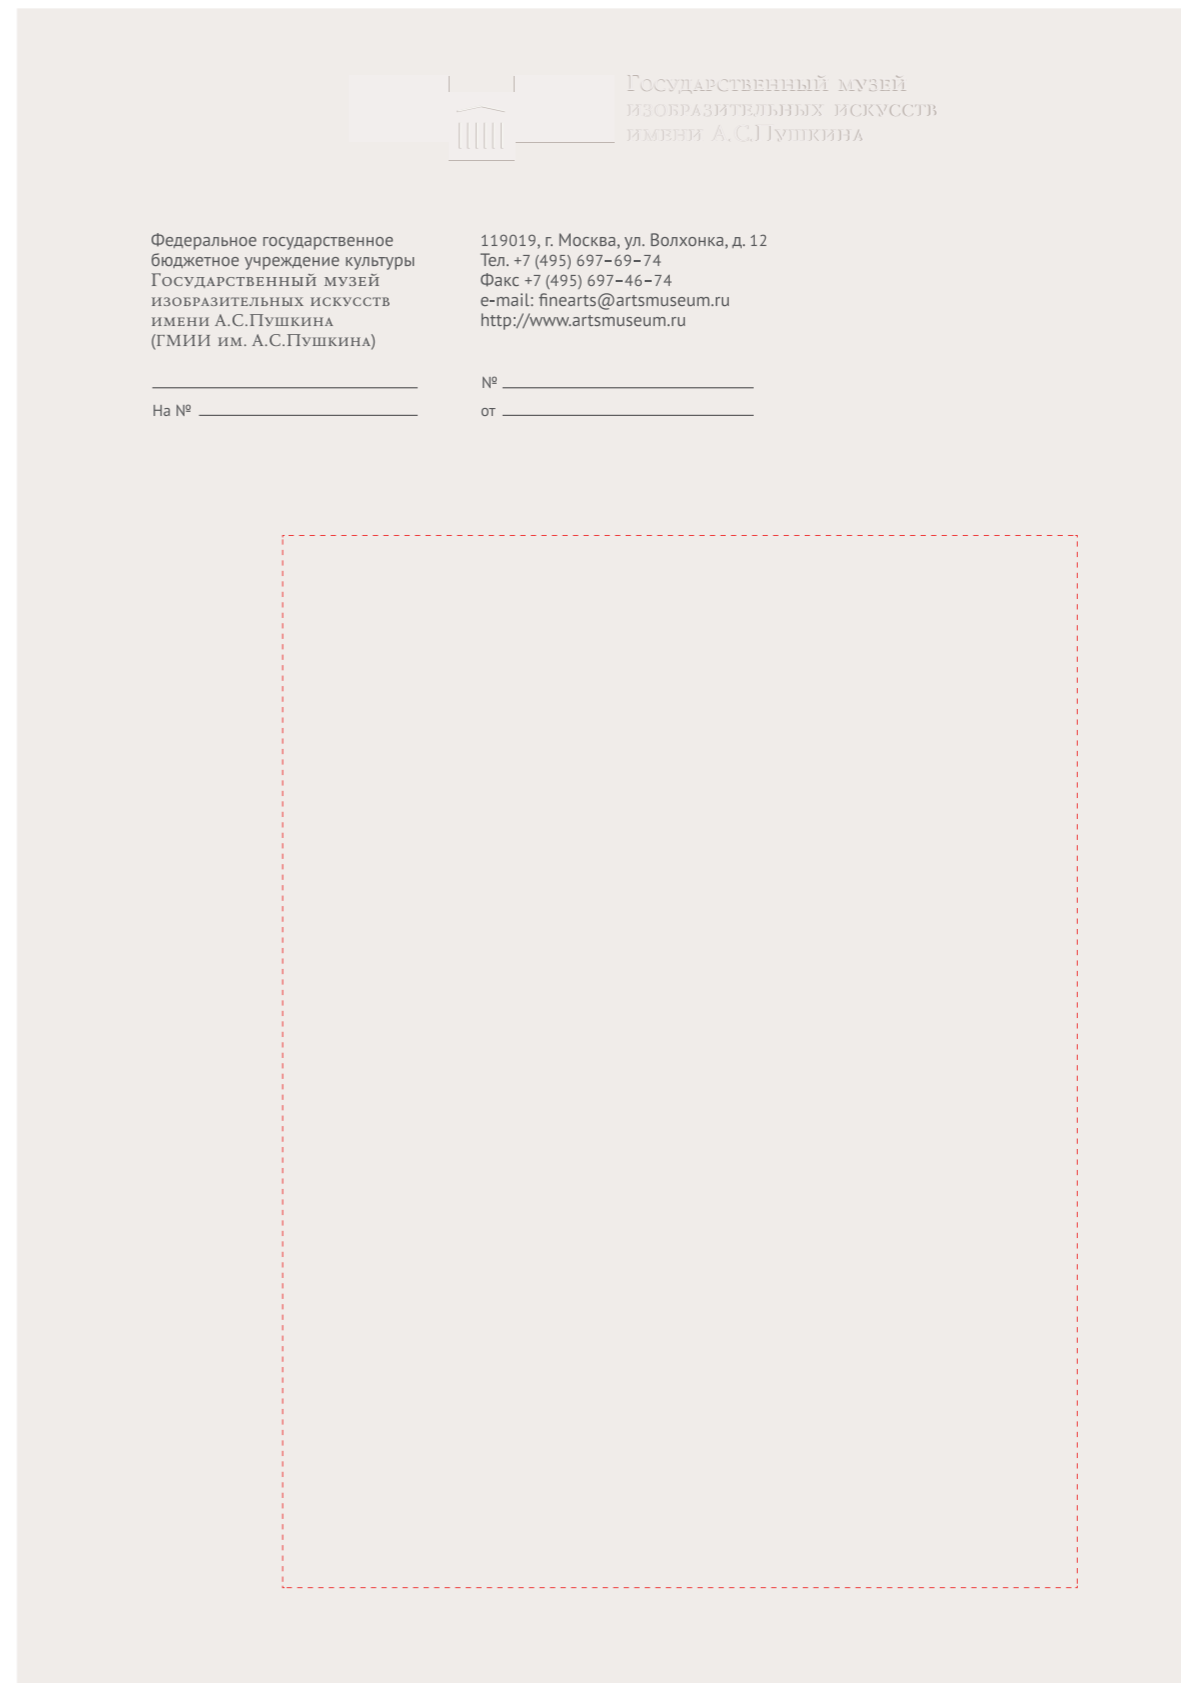 Государственный музей
изобразительных искусств
имени А.С.Пушкина
Федеральное государственное
бюджетное учреждение культуры
Государственный музей
изобразительных искусств
имени А.С.Пушкина
(ГМИИ им. А.С.Пушкина)
119019, г. Москва, ул. Волхонка, д. 12
Тел. +7 (495) 697–69–74
Факс +7 (495) 697–46–74
e-mail: finearts@artsmuseum.ru
http://www.artsmuseum.ru
№
На №
от